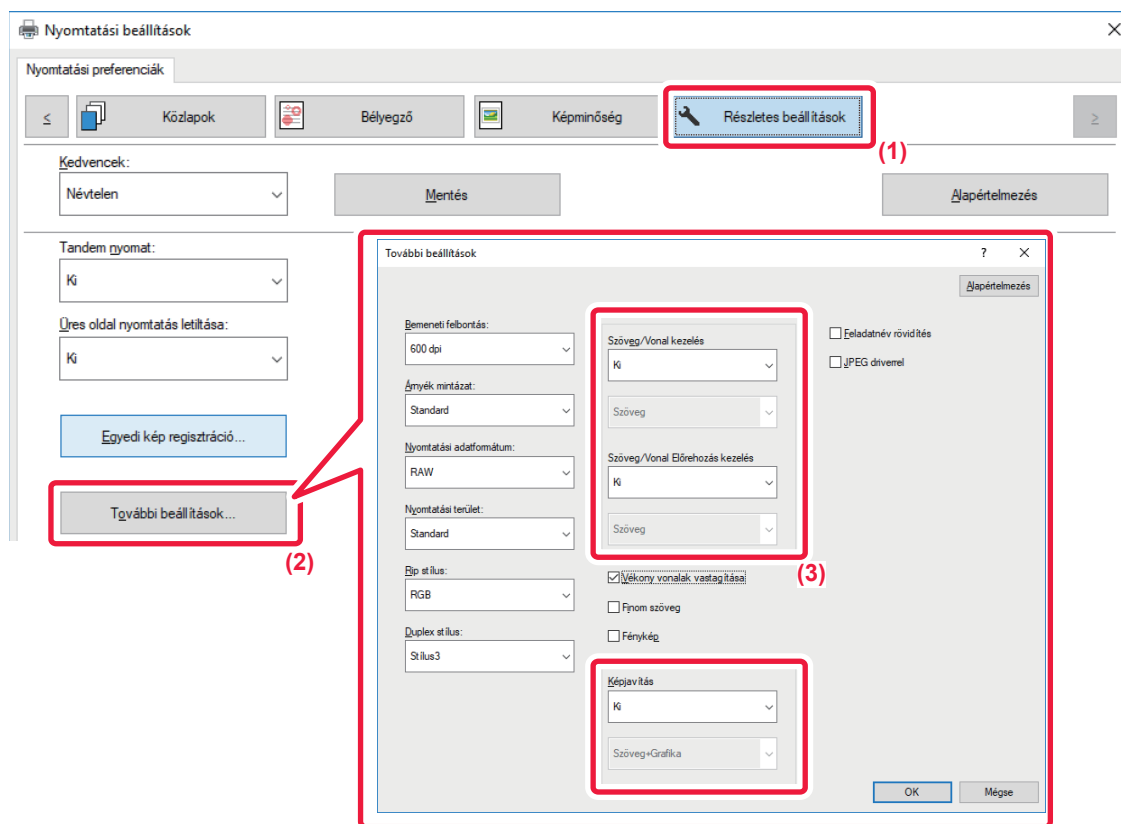 Nyomtatási beállítások
Nyomtatási preferenciák
< Közlapok Bélyegző Képminőség Részletes beállítások >
(1)
Kedvencek:
Névtelen Mentés Alapértelmezés
Tandem nyomat:
Ki
Üres oldal nyomtatás letiltása:
Ki
Egyedi kép regisztráció...
További beállítások...
(2)
További beállítások ?
Alapértelmezés
Bemeneti felbontás:
600 dpi
Árnyék mintázat:
Standard
Nyomtatási adatformátum:
RAW
Nyomtatási terület:
Standard
Rip stílus:
RGB
Duplex stílus:
Stílus3
Szöveg/Vonal kezelés
Ki
Szöveg
Szöveg/Vonal Előrehozás kezelés
Ki
Szöveg
(3)
Vékony vonalak vastagítása
Finom szöveg
Fénykép
Képjavítás
Ki
Szöveg+Grafika
Feladatnév rövidítés
JPEG driverrel
OK Mégse